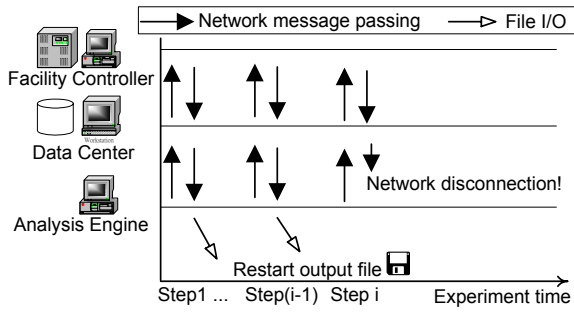 Network message passing
File I/O
Facility Controller
Workstation
Data Center
Network disconnection!
Analysis Engine
Restart output file
Step1 ... Step(i-1) Step i Experiment time